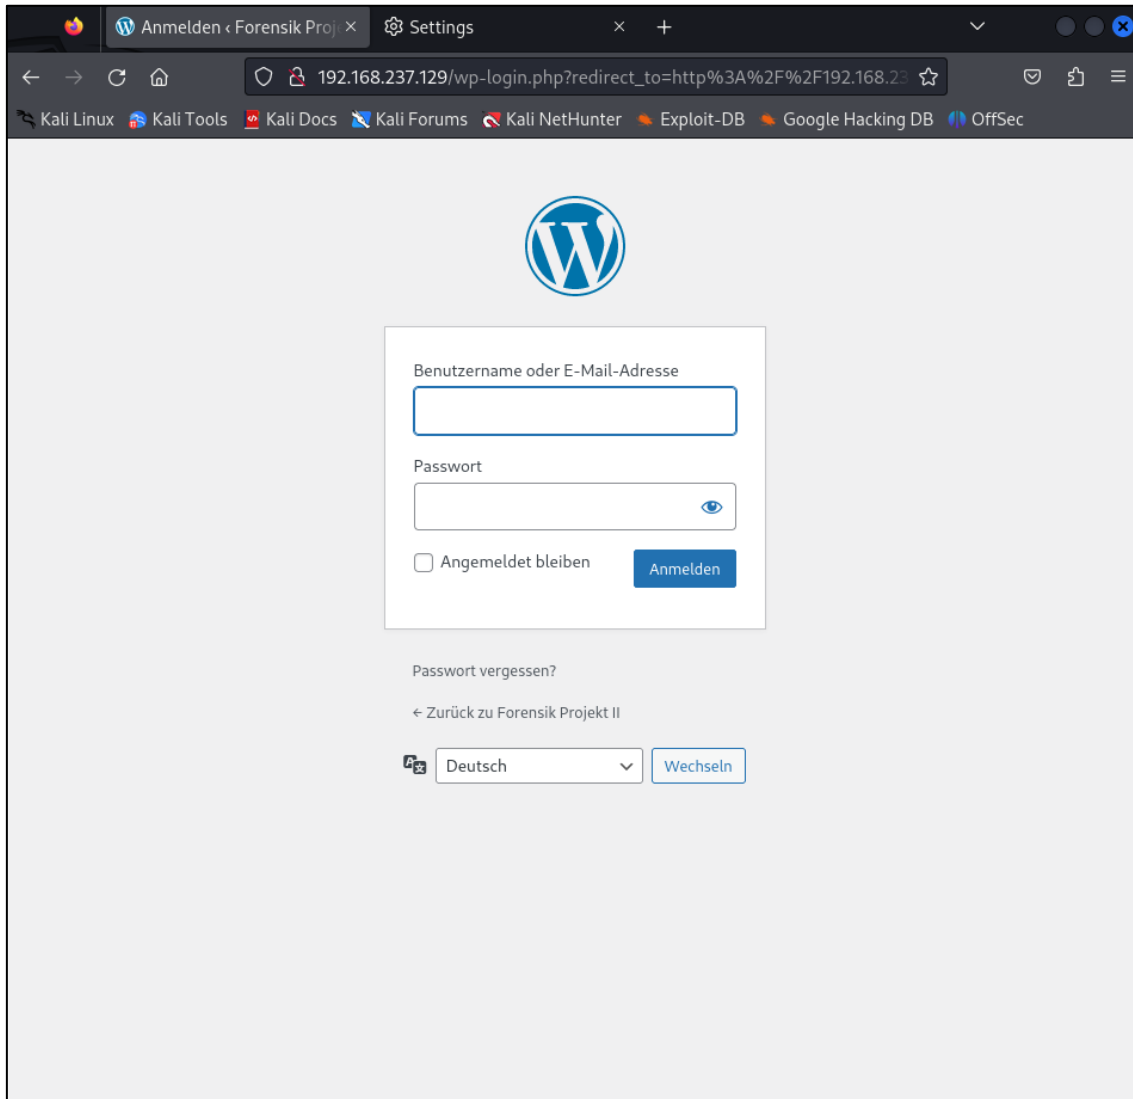 Anmelden ‹ Forensik Proj
Settings
192.168.237.129/wp-login.php?redirect_to=http%3A%2F%2F192.168.23
Kali Linux Kali Tools Kali Docs Kali Forums Kali NetHunter Exploit-DB Google Hacking DB OffSec
Benutzername oder E-Mail-Adresse
Passwort
Angemeldet bleiben
Anmelden
Passwort vergessen?
← Zurück zu Forensik Projekt II
Deutsch
Wechseln